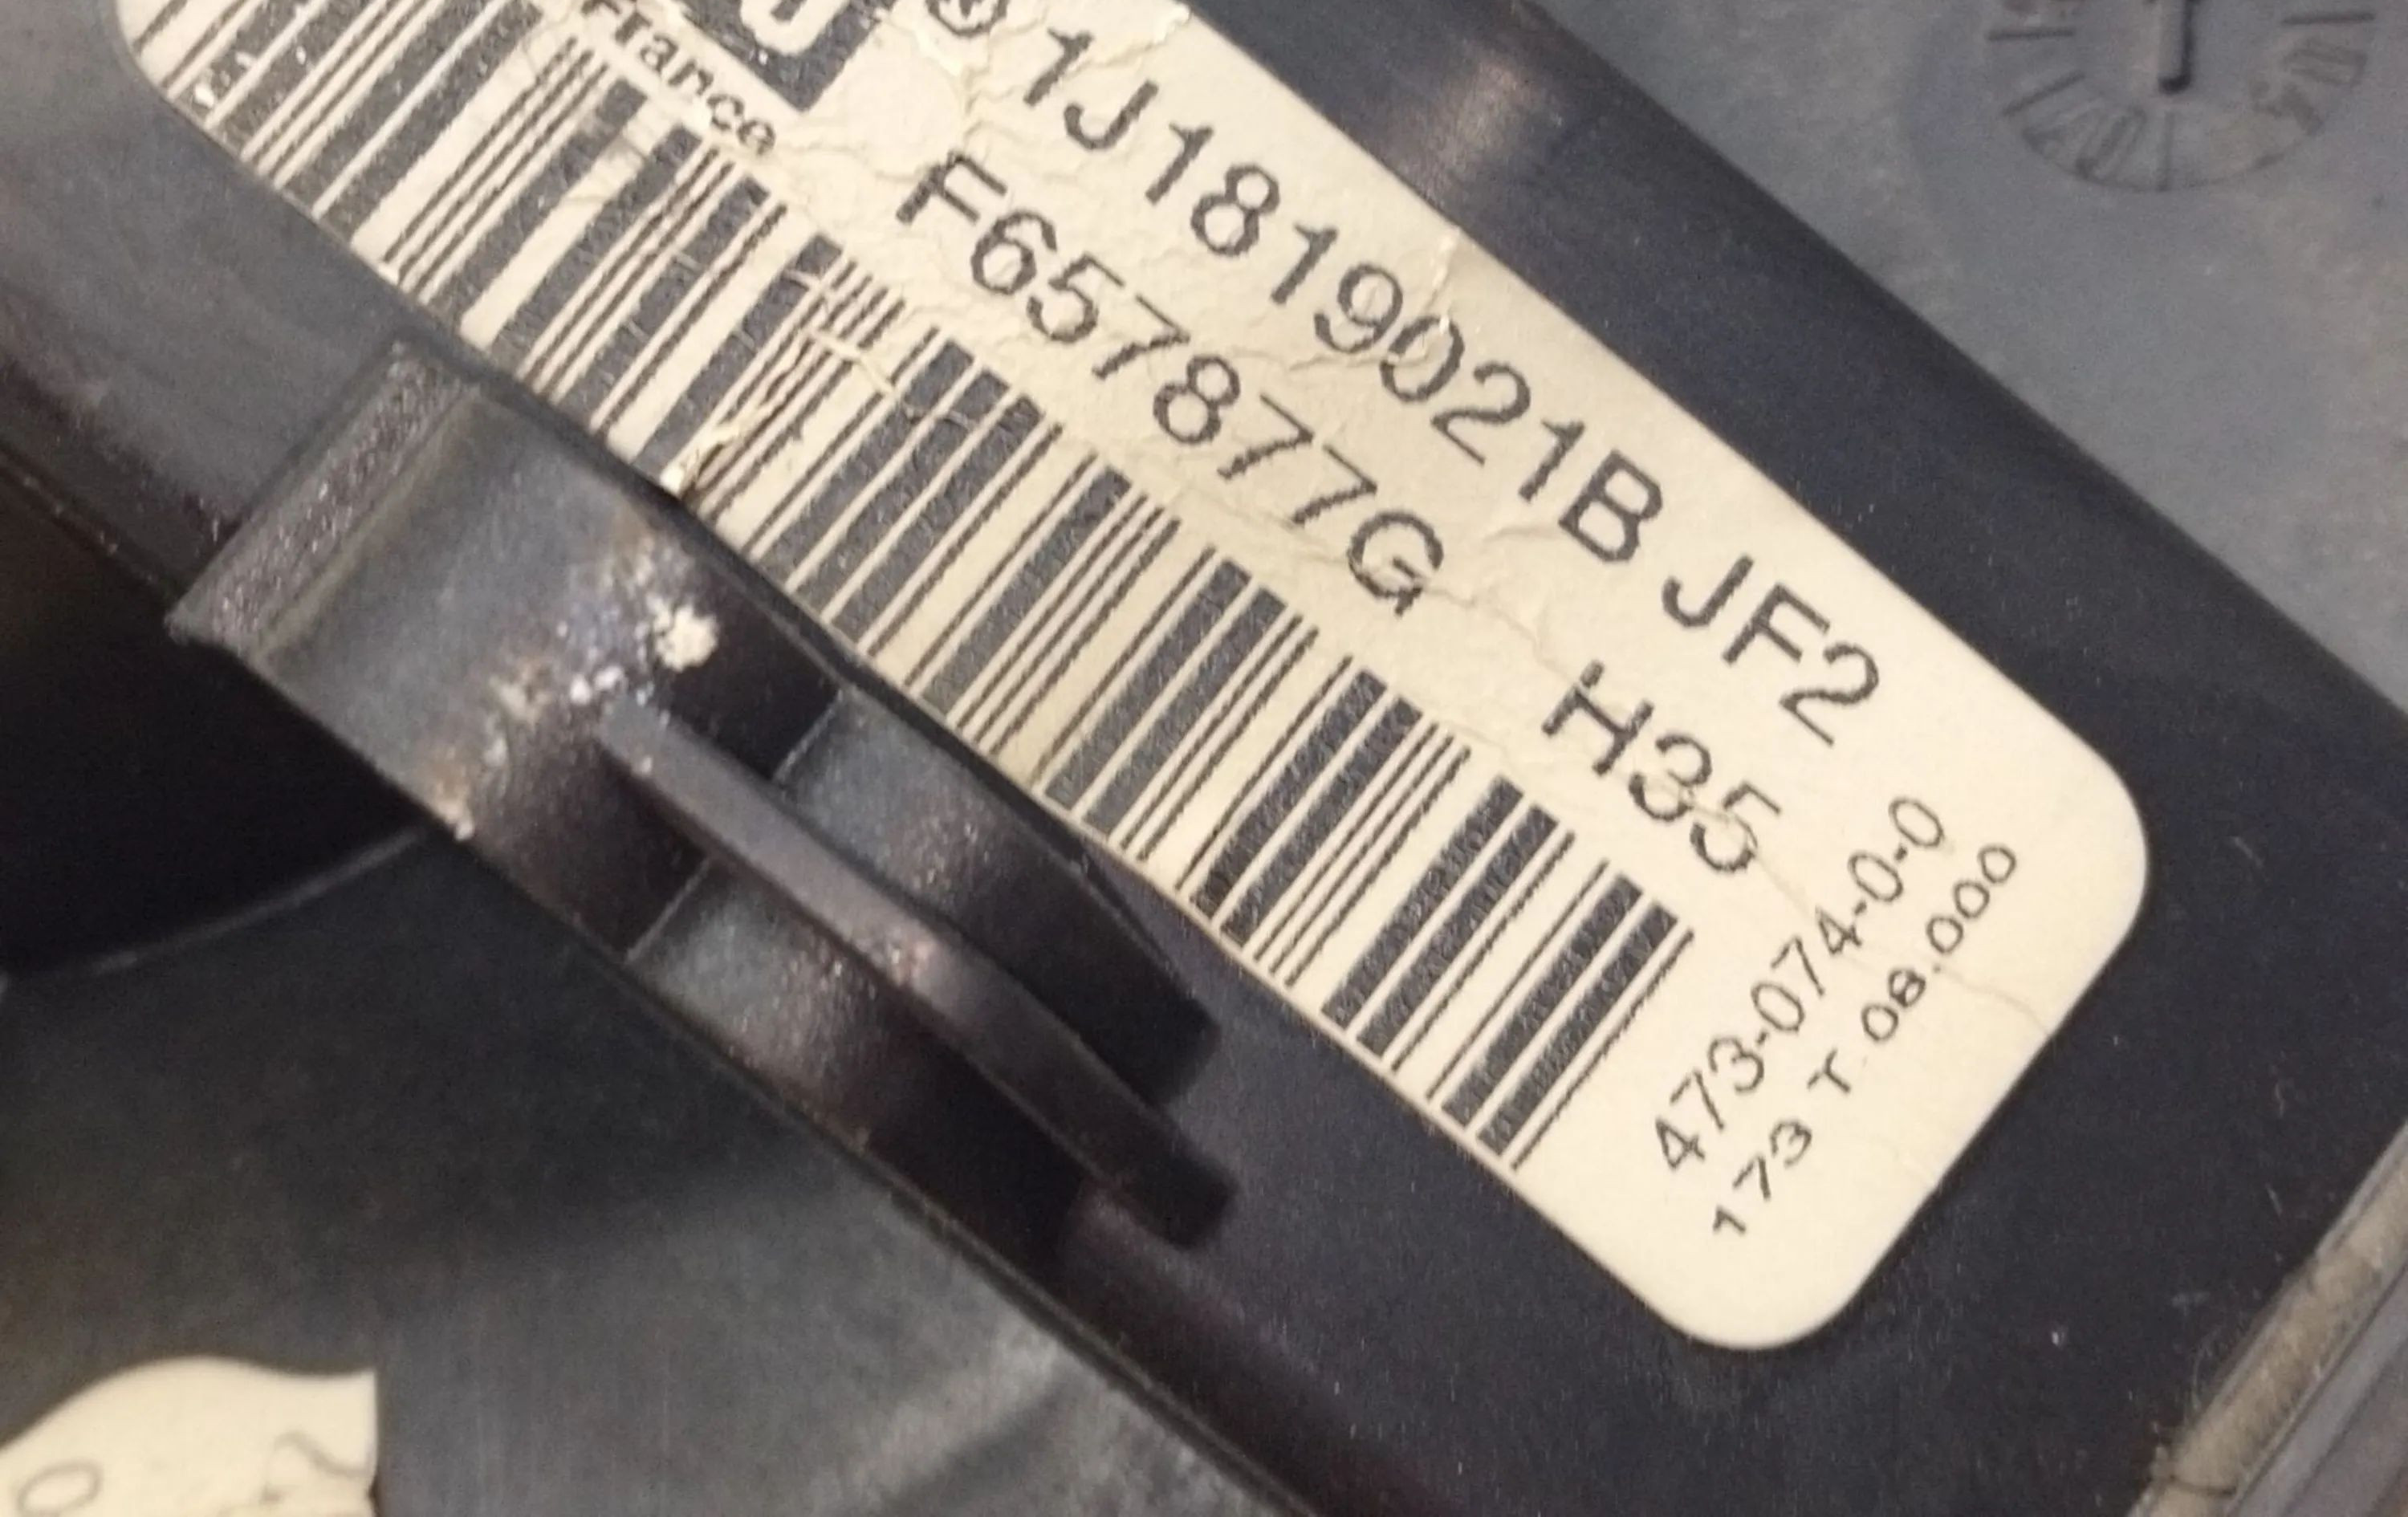 France
1J1819021B JF2
F657877G H35
473-074-0-0
173 T 08.000